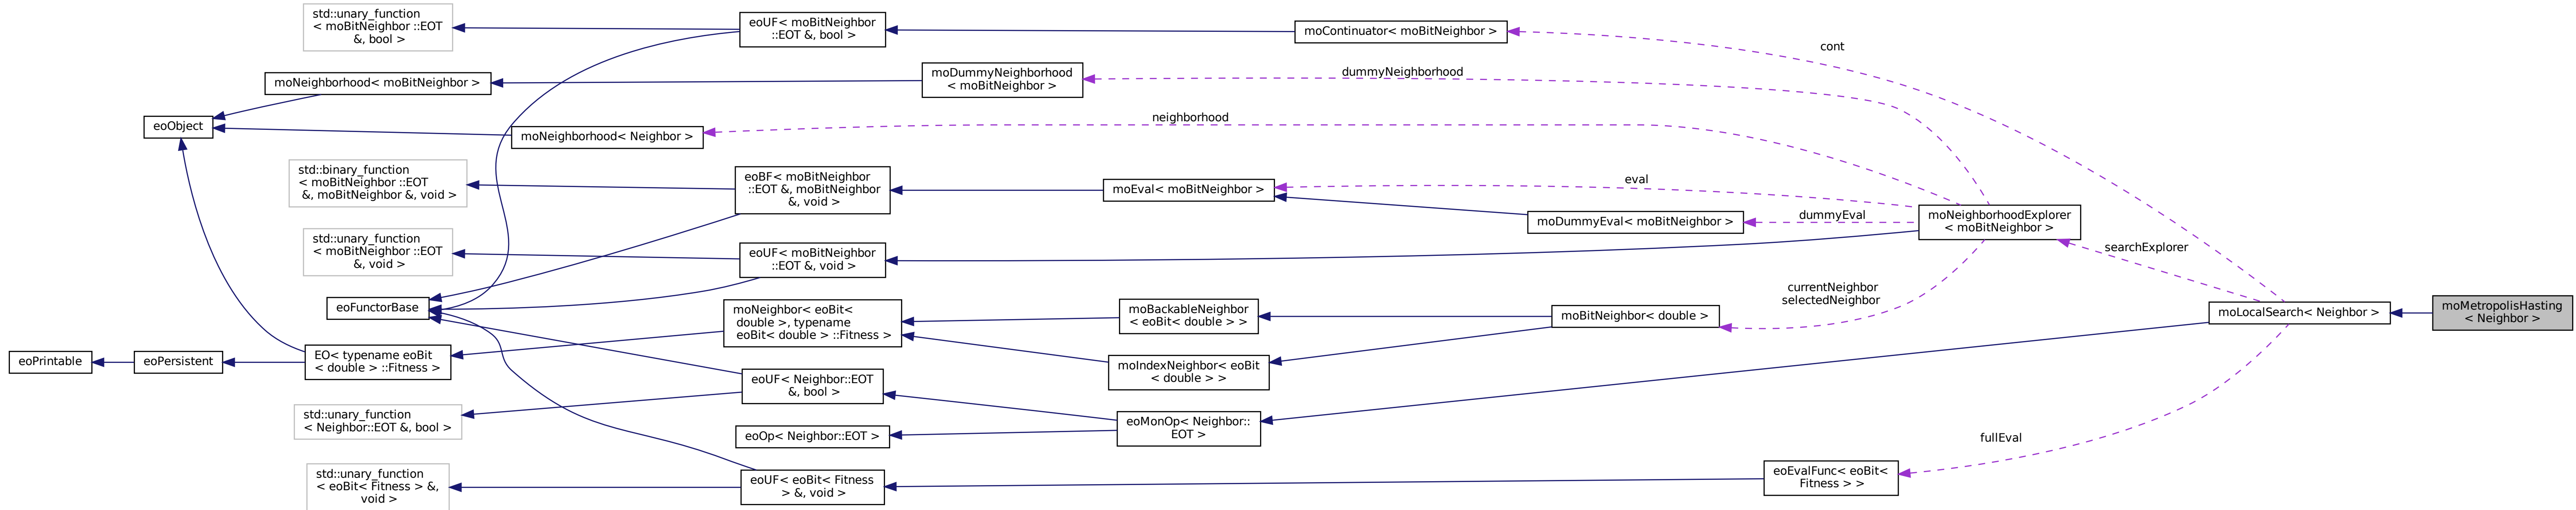 std::unary_function
< moBitNeighbor ::EOT
&, bool >
eoUF< moBitNeighbor
::EOT &, bool >
moContinuator< moBitNeighbor >
cont
moNeighborhood< moBitNeighbor >
moDummyNeighborhood
< moBitNeighbor >
dummyNeighborhood
eoObject
moNeighborhood< Neighbor >
neighborhood
std::binary_function
< moBitNeighbor ::EOT
&, moBitNeighbor &, void >
eoBF< moBitNeighbor
::EOT &, moBitNeighbor
&, void >
moEval< moBitNeighbor >
eval
moDummyEval< moBitNeighbor >
dummyEval
moNeighborhoodExplorer
< moBitNeighbor >
searchExplorer
std::unary_function
< moBitNeighbor ::EOT
&, void >
eoUF< moBitNeighbor
::EOT &, void >
eoFunctorBase
moNeighbor< eoBit<
double >, typename
eoBit< double > ::Fitness >
moBackableNeighbor
< eoBit< double > >
moBitNeighbor< double >
currentNeighbor
selectedNeighbor
moLocalSearch< Neighbor >
moMetropolisHasting
< Neighbor >
eoPrintable
eoPersistent
EO< typename eoBit
< double > ::Fitness >
moIndexNeighbor< eoBit
< double > >
eoUF< Neighbor::EOT
&, bool >
std::unary_function
< Neighbor::EOT &, bool >
eoOp< Neighbor::EOT >
eoMonOp< Neighbor::
EOT >
fullEval
std::unary_function
< eoBit< Fitness > &,
void >
eoUF< eoBit< Fitness
> &, void >
eoEvalFunc< eoBit<
Fitness > >